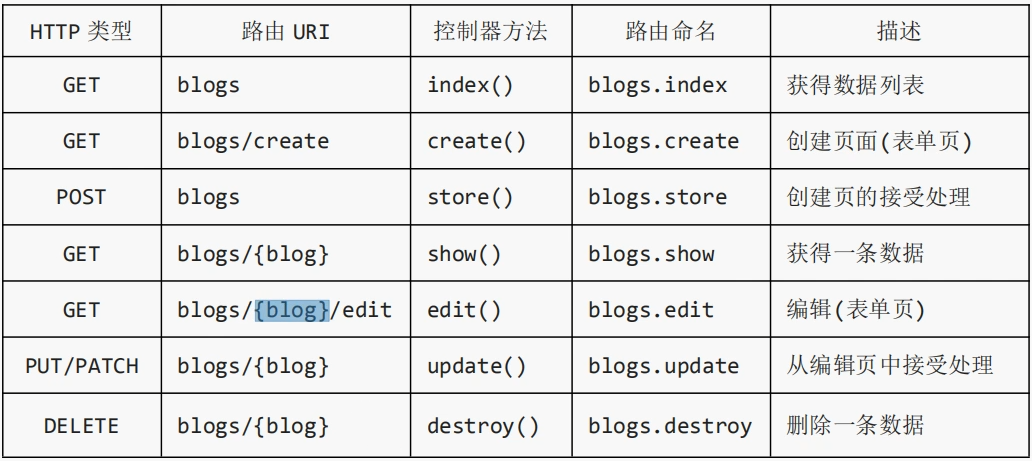 HTTP 类型 路由 URI 控制器方法 路由命名 描述
GET blogs index() blogs.index 获得数据列表
GET blogs/create create() blogs.create 创建页面(表单页)
POST blogs store() blogs.store 创建页的接受处理
GET blogs/{blog} show() blogs.show 获得一条数据
GET blogs/{blog}/edit edit() blogs.edit 编辑(表单页)
PUT/PATCH blogs/{blog} update() blogs.update 从编辑页中接受处理
DELETE blogs/{blog} destroy() blogs.destroy 删除一条数据